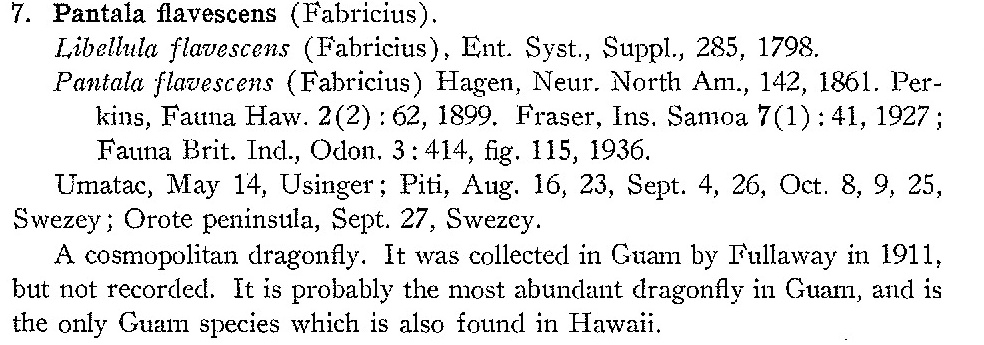 7. Pantala flavescens (Fabricius).
Libellula flavescens (Fabricius), Ent. Syst., Suppl., 285, 1798.
Pantala flavescens (Fabricius) Hagen, Neur. North Am., 142, 1861. Per-
kins, Fauna Haw. 2(2) : 62, 1899. Fraser, Ins. Samoa 7(1) : 41, 1927 ;
Fauna Brit. Ind., Odon. 3 : 414, fig. 115, 1936.
Umatac, May 14, Usinger; Piti, Aug. 16, 23, Sept. 4, 26, Oct. 8, 9, 25,
Swezey; Orote peninsula, Sept. 27, Swezey.
A cosmopolitan dragonfly. It was collected in Guam by Fullaway in 1911,
but not recorded. It is probably the most abundant dragonfly in Guam, and is
the only Guam species which is also found in Hawaii.